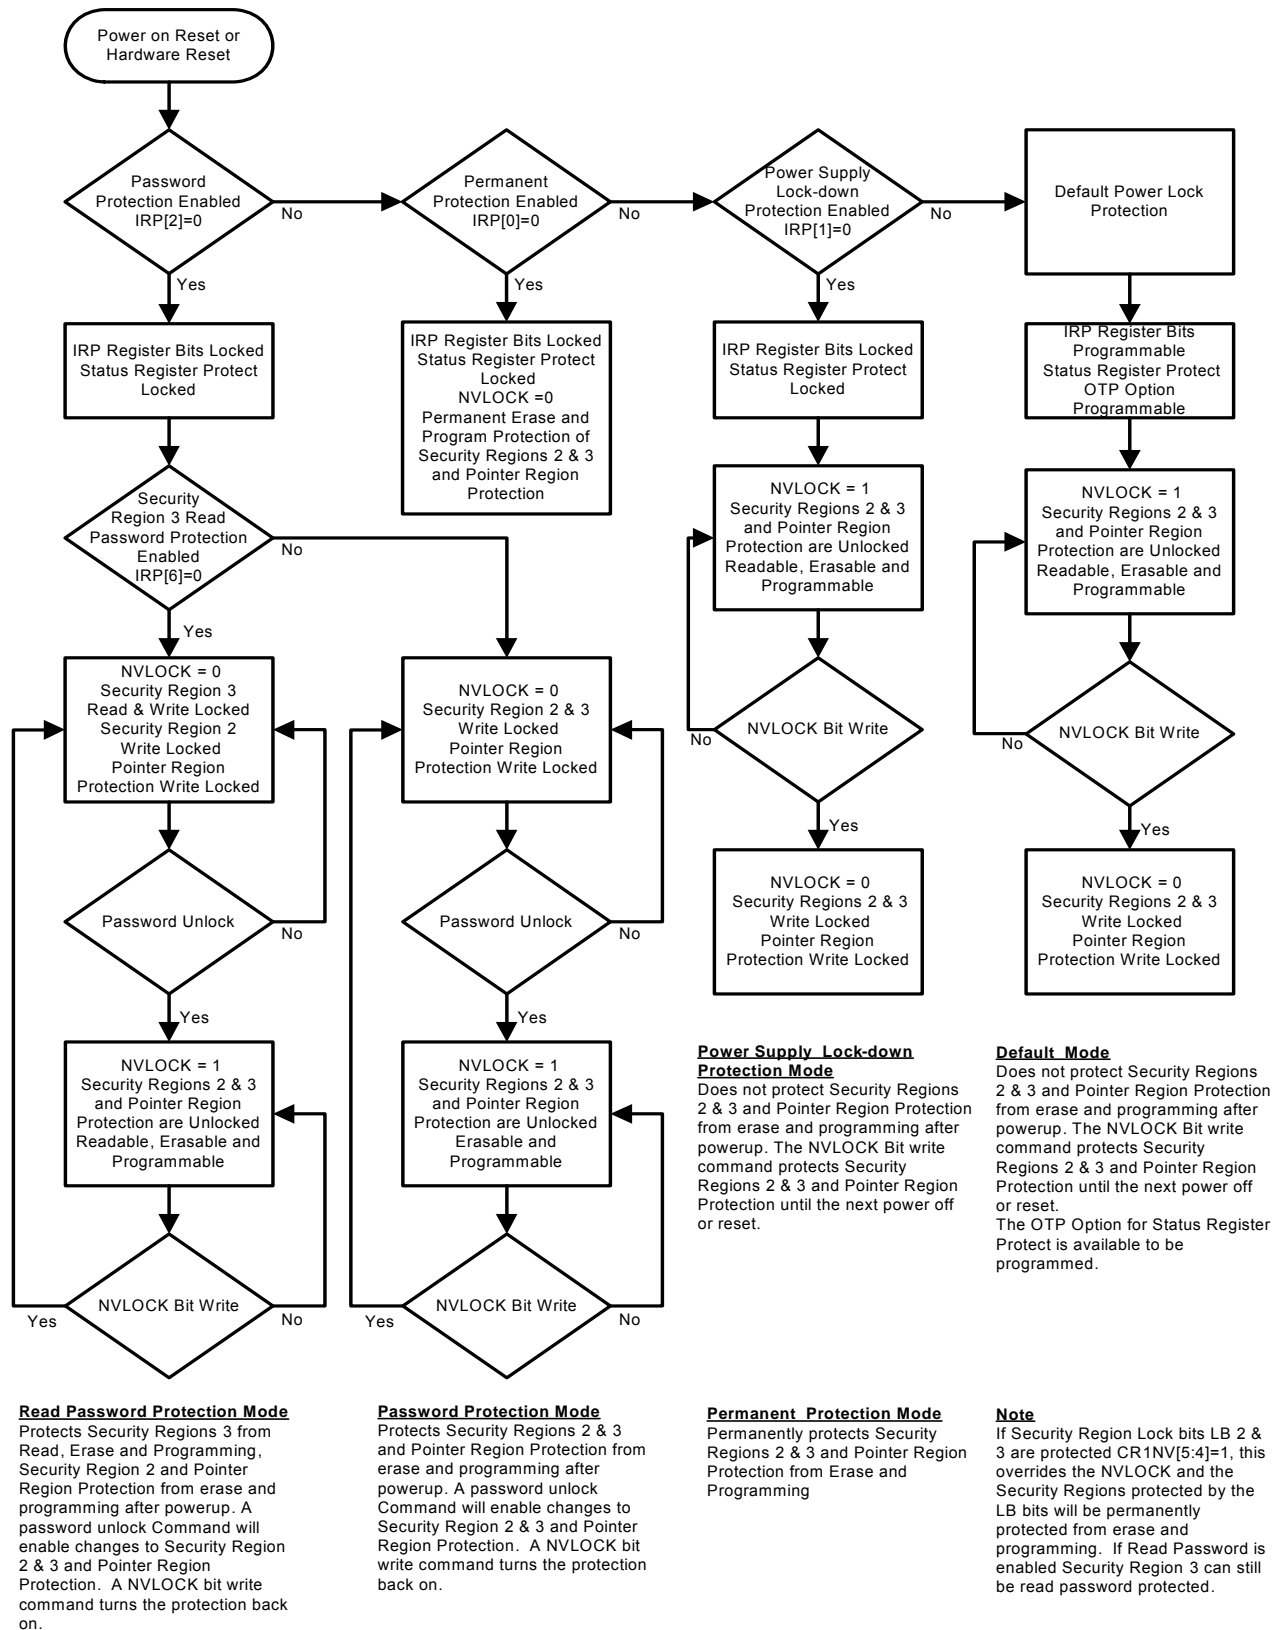 Power on Reset or
Hardware Reset
Password
Protection Enabled
IRP[2]=0
No
Yes
Permanent
Protection Enabled
IRP[0]=0
No
Yes
Power Supply
Lock-down
Protection Enabled
IRP[1]=0
No
Yes
Default Power Lock
Protection
IRP Register Bits Locked
Status Register Protect
Locked
IRP Register Bits Locked
Status Register Protect
Locked
NVLOCK =0
Permanent Erase and
Program Protection of
Security Regions 2 & 3
and Pointer Region
Protection
IRP Register Bits Locked
Status Register Protect
Locked
IRP Register Bits
Programmable
Status Register Protect
OTP Option
Programmable
Security
Region 3 Read
Password Protection
Enabled
IRP[6]=0
No
Yes
NVLOCK = 1
Security Regions 2 & 3
and Pointer Region
Protection are Unlocked
Readable, Erasable and
Programmable
NVLOCK = 1
Security Regions 2 & 3
and Pointer Region
Protection are Unlocked
Readable, Erasable and
Programmable
NVLOCK = 0
Security Region 3
Read & Write Locked
Security Region 2
Write Locked
Pointer Region
Protection Write Locked
NVLOCK = 0
Security Region 2 & 3
Write Locked
Pointer Region
Protection Write Locked
NVLOCK Bit Write
No
Yes
NVLOCK Bit Write
No
Yes
Password Unlock
No
Yes
Password Unlock
No
Yes
NVLOCK = 0
Security Regions 2 & 3
Write Locked
Pointer Region
Protection Write Locked
NVLOCK = 0
Security Regions 2 & 3
Write Locked
Pointer Region
Protection Write Locked
NVLOCK = 1
Security Regions 2 & 3
and Pointer Region
Protection are Unlocked
Readable, Erasable and
Programmable
NVLOCK = 1
Security Regions 2 & 3
and Pointer Region
Protection are Unlocked
Erasable and
Programmable
NVLOCK Bit Write
Yes
No
NVLOCK Bit Write
Yes
No
Power Supply Lock-down
Protection Mode
Does not protect Security Regions
2 & 3 and Pointer Region Protection
from erase and programming after
powerup. The NVLOCK Bit write
command protects Security
Regions 2 & 3 and Pointer Region
Protection until the next power off
or reset.
Default Mode
Does not protect Security Regions
2 & 3 and Pointer Region Protection
from erase and programming after
powerup. The NVLOCK Bit write
command protects Security
Regions 2 & 3 and Pointer Region
Protection until the next power off
or reset.
The OTP Option for Status Register
Protect is available to be
programmed.
Read Password Protection Mode
Protects Security Regions 3 from
Read, Erase and Programming,
Security Region 2 and Pointer
Region Protection from erase and
programming after powerup. A
password unlock Command will
enable changes to Security Region
2 & 3 and Pointer Region
Protection. A NVLOCK bit write
command turns the protection back
on.
Password Protection Mode
Protects Security Regions 2 & 3
and Pointer Region Protection from
erase and programming after
powerup. A password unlock
Command will enable changes to
Security Region 2 & 3 and Pointer
Region Protection. A NVLOCK bit
write command turns the protection
back on.
Permanent Protection Mode
Permanently protects Security
Regions 2 & 3 and Pointer Region
Protection from Erase and
Programming
Note
If Security Region Lock bits LB 2 &
3 are protected CR1NV[5:4]=1, this
overrides the NVLOCK and the
Security Regions protected by the
LB bits will be permanently
protected from erase and
programming. If Read Password is
enabled Security Region 3 can still
be read password protected.